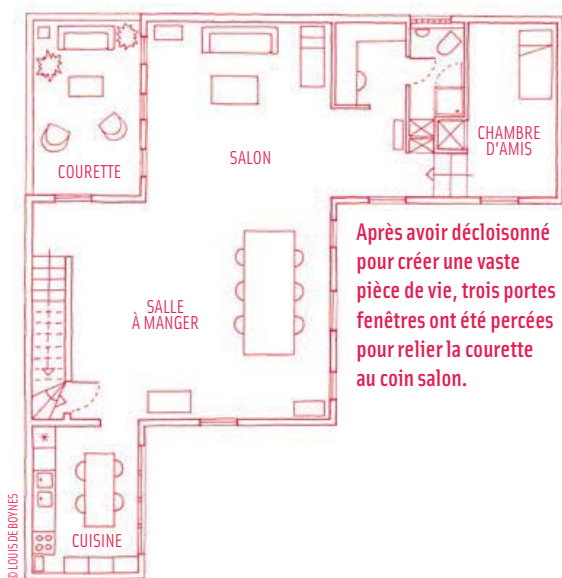 COURETTE
SALON
CHAMBRE
D'AMIS
Après avoir décloisonné
pour créer une vaste
pièce de vie, trois portes
fenêtres ont été percées
pour relier la courette
au coin salon.
SALLE
À MANGER
CUISINE
© LOUIS DE BOYNES